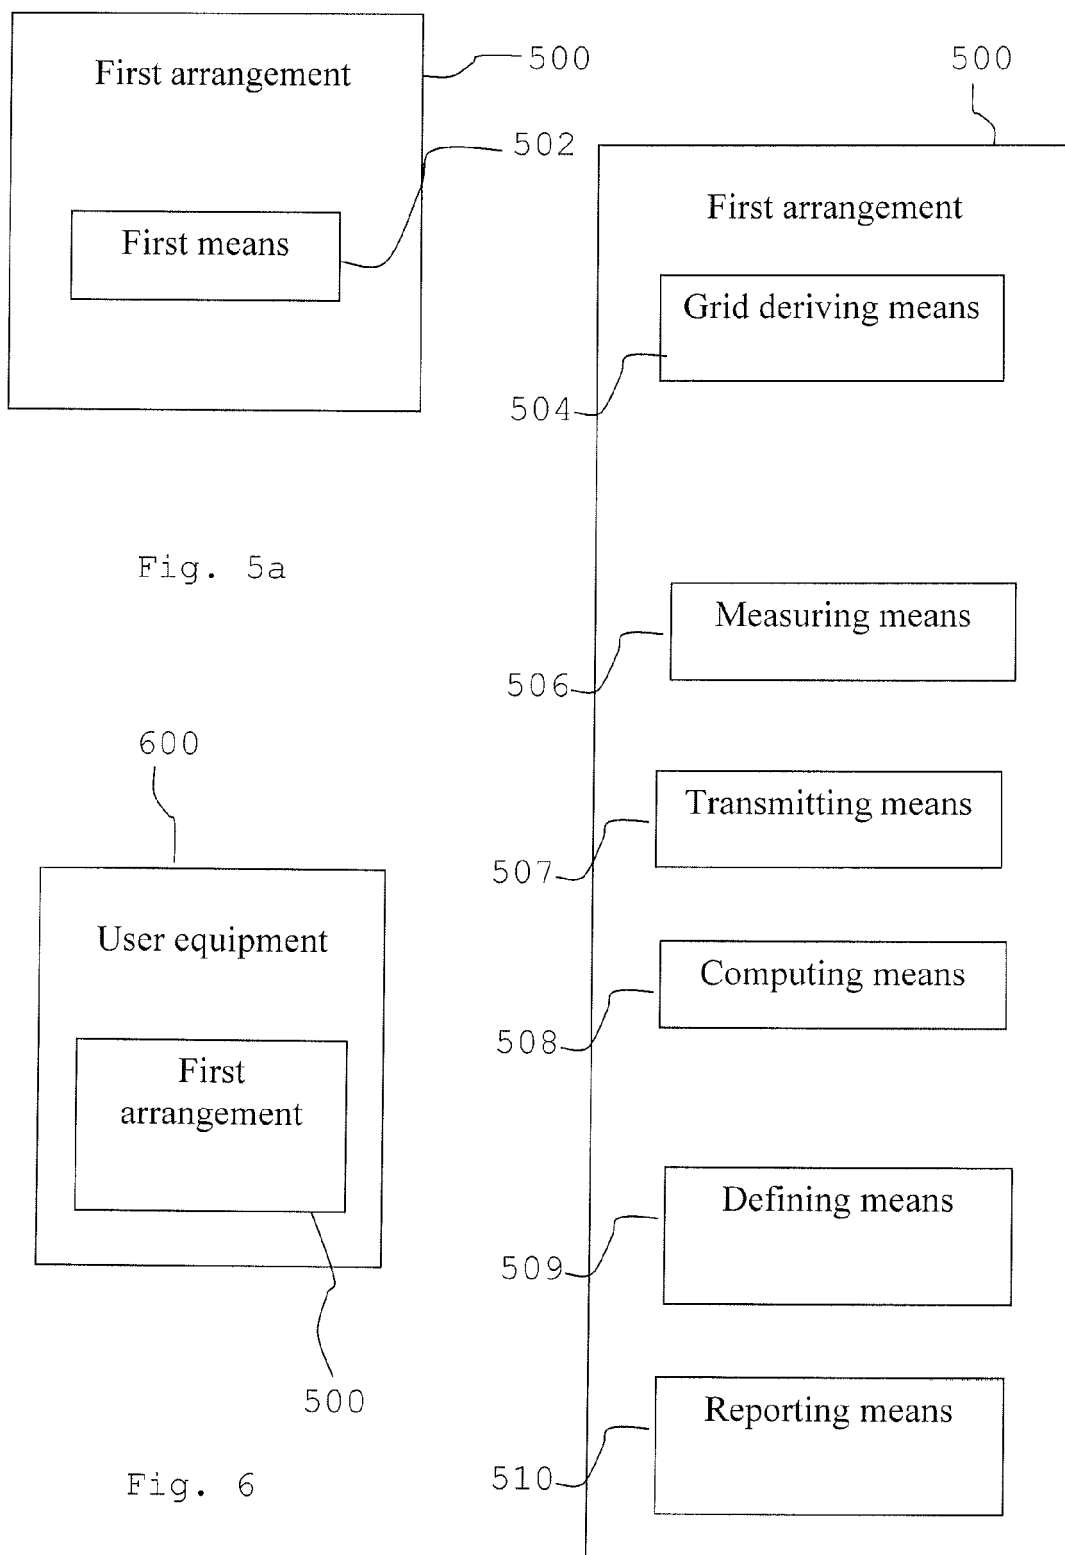 First arrangement
500
502
First means
Fig. 5a
600
User equipment
First
arrangement
500
Fig. 6
500
First arrangement
Grid deriving means
504
Measuring means
506
Transmitting means
507
Computing means
508
Defining means
509
Reporting means
510